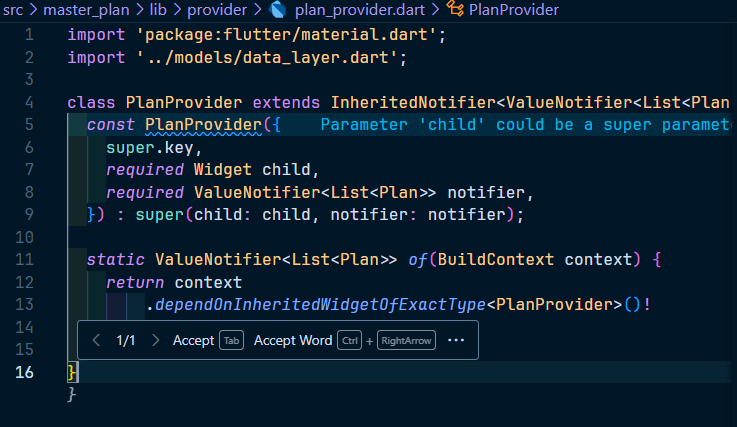 src > master_plan > lib > provider > plan_provider.dart > PlanProvider
1 import 'package:flutter/material.dart';
2 import '../models/data_layer.dart';
3
4 class PlanProvider extends InheritedNotifier<ValueNotifier<List<Plan
5 const PlanProvider({ Parameter 'child' could be a super paramet
6 super.key,
7 required Widget child,
8 required ValueNotifier<List<Plan>> notifier,
9 }) : super(child: child, notifier: notifier);
10
11 static ValueNotifier<List<Plan>> of(BuildContext context) {
12 return context
13 .dependOnInheritedWidgetOfExactType<PlanProvider>()!
14
< 1/1 > Accept Tab Accept Word Ctrl + RightArrow ...
15
16 }
}